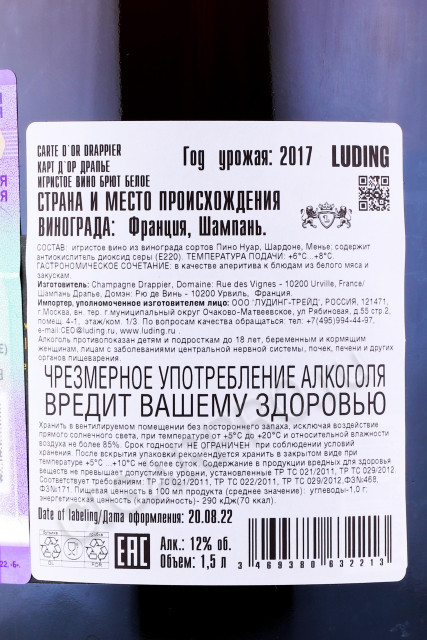 CARTE D`OR DRAPPIER
КАРТ Д`ОР ДРАПЬЕ
ИГРИСТОЕ ВИНО БРЮТ БЕЛОЕ
Год урожая: 2017
LUDING
СТРАНА И МЕСТО ПРОИСХОЖДЕНИЯ
ВИНОГРАДА: Франция, Шампань.
СОСТАВ: игристое вино из винограда сортов Пино Нуар, Шардоне, Менье: содержит
антиокислитель диоксид серы (Е220). ТЕМПЕРАТУРА ПОДАЧИ: +6°С...+8°С.
ГАСТРОНОМИЧЕСКОЕ СОЧЕТАНИЕ: в качестве аперитива к блюдам из белого мяса и
закускам.
Изготовитель: Champagne Drappier, Domaine: Rue des Vignes - 10200 Urville, France/
Шампань Драпье, Домэн: Рю де Винь - 10200 Урвиль, Франция.
Импортер, уполномоченное изготовителем лицо: ООО "ЛУДИНГ-ТРЕЙД", РОССИЯ, 121471,
г.Москва, вн. тер. г.муниципальный округ Очаково-Матвеевское, ул Рябиновая, д.55 стр.2,
помещ. 4-1, этаж/ком. 1/3. По вопросам качества обращаться: тел: +7(495)994-44-97,
e-mail:CEO@luding.ru, www.luding.ru.
Алкоголь противопоказан детям и подросткам до 18 лет, беременным и кормящим
женщинам, лицам с заболеваниями центральной нервной системы, почек, печени и других
органов пищеварения.
ЧРЕЗМЕРНОЕ УПОТРЕБЛЕНИЕ АЛКОГОЛЯ
ВРЕДИТ ВАШЕМУ ЗДОРОВЬЮ
Хранить в вентилируемом помещении без постороннего запаха, исключая воздействие
прямого солнечного света, при температуре от +5°С до +20°С и относительной влажности
воздуха не более 85%. Срок годности НЕ ОГРАНИЧЕН при соблюдении условий
хранения. После вскрытия упаковки рекомендуется хранить в закрытом виде при
температуре +5°С ...+10°С не более суток. Содержание в продукции вредных для здоровья
веществ не превышает допустимые уровни, установленные ТР ТС 021/2011, ТР ТС 029/2012.
Соответствует требованиям: ТР ТС 021/2011, ТР ТС 022/2011, ТР ТС 029/2012,ФЗ№468,
ФЗ№171. Пищевая ценность в 100 мл продукта (среднее значение): углеводы-1,0 г;
энергетическая ценность (калорийность)- 290 кДж(70 ккал).
Date of labeling/Дата оформления: 20.08.22
EAC
Алк.: 12% об.
Объем: 1,5 л
3 469380 632213